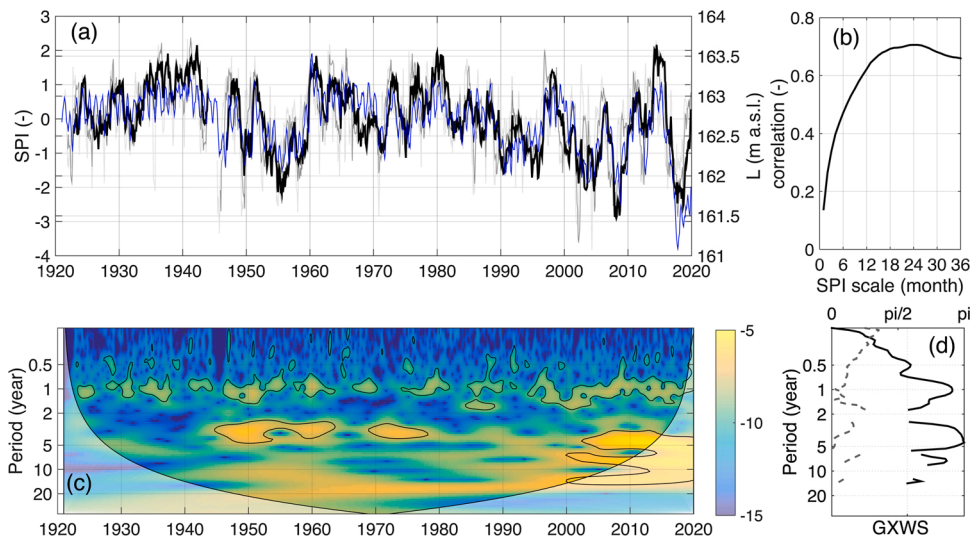 (a)
SPI (-)
3
2
1
0
-1
-2
-3
-4
164
163.5
163
162.5
162
161.5
161
L (m a.s.l.)
1920 1930 1940 1950 1960 1970 1980 1990 2000 2010 2020
(b)
correlation (-)
0.8
0.6
0.4
0.2
0
0 6 12 18 24 30 36
SPI scale (month)
(c)
Period (year)
0.5
1
2
5
10
20
1921 1930 1940 1950 1960 1970 1980 1990 2000 2010 2020
-5
-10
-15
0 pi/2 pi
(d)
Period (year)
0.5
1
2
5
10
20
GXWS